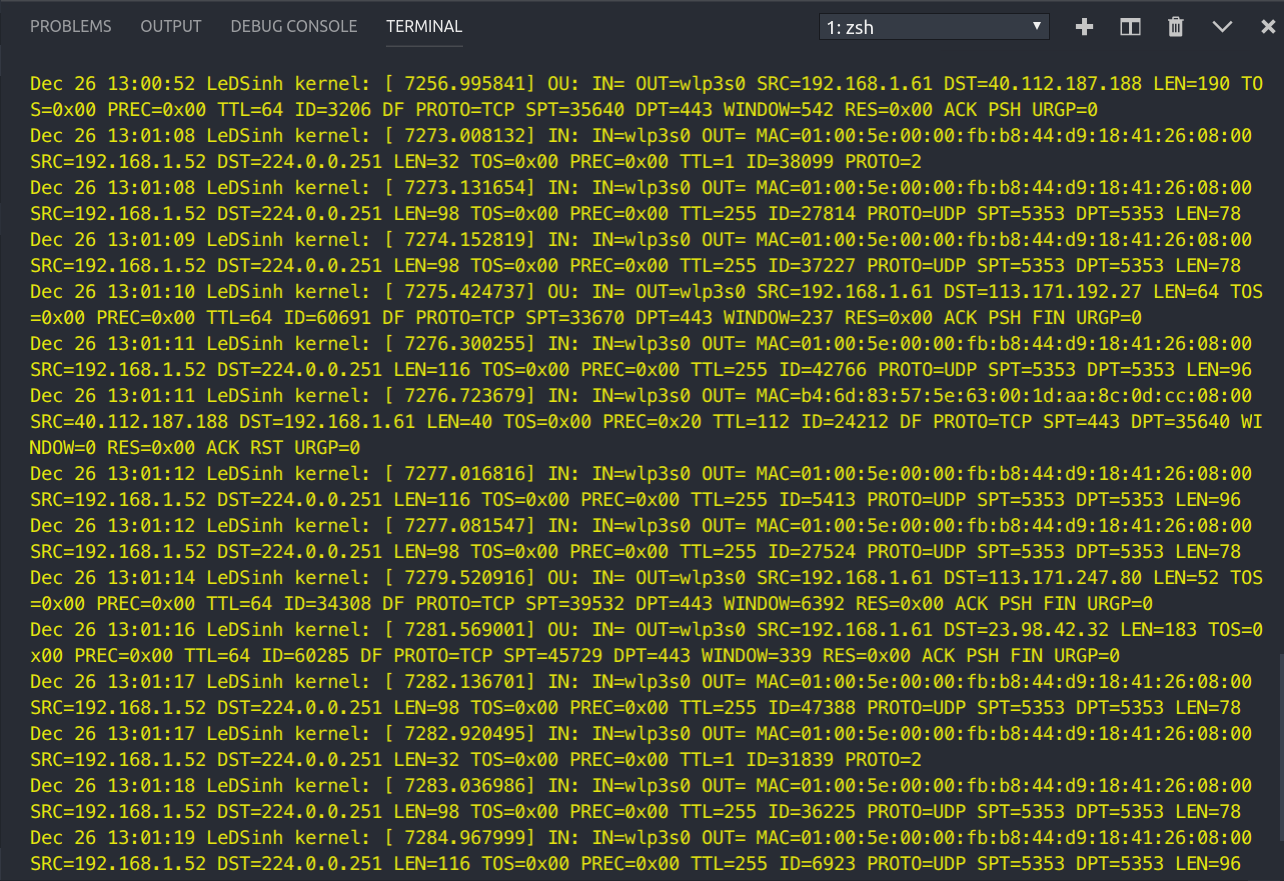 PROBLEMS OUTPUT DEBUG CONSOLE TERMINAL 1: zsh
Dec 26 13:00:52 LeDSinh kernel: [ 7256.995841] OU: IN= OUT=wlp3s0 SRC=192.168.1.61 DST=40.112.187.188 LEN=190 TO
S=0x00 PREC=0x00 TTL=64 ID=3206 DF PROTO=TCP SPT=35640 DPT=443 WINDOW=542 RES=0x00 ACK PSH URGP=0
Dec 26 13:01:08 LeDSinh kernel: [ 7273.008132] IN: IN=wlp3s0 OUT= MAC=01:00:5e:00:00:fb:b8:44:d9:18:41:26:08:00
SRC=192.168.1.52 DST=224.0.0.251 LEN=32 TOS=0x00 PREC=0x00 TTL=1 ID=38099 PROTO=2
Dec 26 13:01:08 LeDSinh kernel: [ 7273.131654] IN: IN=wlp3s0 OUT= MAC=01:00:5e:00:00:fb:b8:44:d9:18:41:26:08:00
SRC=192.168.1.52 DST=224.0.0.251 LEN=98 TOS=0x00 PREC=0x00 TTL=255 ID=27814 PROTO=UDP SPT=5353 DPT=5353 LEN=78
Dec 26 13:01:09 LeDSinh kernel: [ 7274.152819] IN: IN=wlp3s0 OUT= MAC=01:00:5e:00:00:fb:b8:44:d9:18:41:26:08:00
SRC=192.168.1.52 DST=224.0.0.251 LEN=98 TOS=0x00 PREC=0x00 TTL=255 ID=37227 PROTO=UDP SPT=5353 DPT=5353 LEN=78
Dec 26 13:01:10 LeDSinh kernel: [ 7275.424737] OU: IN= OUT=wlp3s0 SRC=192.168.1.61 DST=113.171.192.27 LEN=64 TOS
=0x00 PREC=0x00 TTL=64 ID=60691 DF PROTO=TCP SPT=33670 DPT=443 WINDOW=237 RES=0x00 ACK PSH FIN URGP=0
Dec 26 13:01:11 LeDSinh kernel: [ 7276.300255] IN: IN=wlp3s0 OUT= MAC=01:00:5e:00:00:fb:b8:44:d9:18:41:26:08:00
SRC=192.168.1.52 DST=224.0.0.251 LEN=116 TOS=0x00 PREC=0x00 TTL=255 ID=42766 PROTO=UDP SPT=5353 DPT=5353 LEN=96
Dec 26 13:01:11 LeDSinh kernel: [ 7276.723679] IN: IN=wlp3s0 OUT= MAC=b4:6d:83:57:5e:63:00:1d:aa:8c:0d:cc:08:00
SRC=40.112.187.188 DST=192.168.1.61 LEN=40 TOS=0x00 PREC=0x20 TTL=112 ID=24212 DF PROTO=TCP SPT=443 DPT=35640 WI
NDOW=0 RES=0x00 ACK RST URGP=0
Dec 26 13:01:12 LeDSinh kernel: [ 7277.016816] IN: IN=wlp3s0 OUT= MAC=01:00:5e:00:00:fb:b8:44:d9:18:41:26:08:00
SRC=192.168.1.52 DST=224.0.0.251 LEN=116 TOS=0x00 PREC=0x00 TTL=255 ID=5413 PROTO=UDP SPT=5353 DPT=5353 LEN=96
Dec 26 13:01:12 LeDSinh kernel: [ 7277.081547] IN: IN=wlp3s0 OUT= MAC=01:00:5e:00:00:fb:b8:44:d9:18:41:26:08:00
SRC=192.168.1.52 DST=224.0.0.251 LEN=98 TOS=0x00 PREC=0x00 TTL=255 ID=27524 PROTO=UDP SPT=5353 DPT=5353 LEN=78
Dec 26 13:01:14 LeDSinh kernel: [ 7279.520916] OU: IN= OUT=wlp3s0 SRC=192.168.1.61 DST=113.171.247.80 LEN=52 TOS
=0x00 PREC=0x00 TTL=64 ID=34308 DF PROTO=TCP SPT=39532 DPT=443 WINDOW=6392 RES=0x00 ACK PSH FIN URGP=0
Dec 26 13:01:16 LeDSinh kernel: [ 7281.569001] OU: IN= OUT=wlp3s0 SRC=192.168.1.61 DST=23.98.42.32 LEN=183 TOS=0
x00 PREC=0x00 TTL=64 ID=60285 DF PROTO=TCP SPT=45729 DPT=443 WINDOW=339 RES=0x00 ACK PSH FIN URGP=0
Dec 26 13:01:17 LeDSinh kernel: [ 7282.136701] IN: IN=wlp3s0 OUT= MAC=01:00:5e:00:00:fb:b8:44:d9:18:41:26:08:00
SRC=192.168.1.52 DST=224.0.0.251 LEN=98 TOS=0x00 PREC=0x00 TTL=255 ID=47388 PROTO=UDP SPT=5353 DPT=5353 LEN=78
Dec 26 13:01:17 LeDSinh kernel: [ 7282.920495] IN: IN=wlp3s0 OUT= MAC=01:00:5e:00:00:fb:b8:44:d9:18:41:26:08:00
SRC=192.168.1.52 DST=224.0.0.251 LEN=32 TOS=0x00 PREC=0x00 TTL=1 ID=31839 PROTO=2
Dec 26 13:01:18 LeDSinh kernel: [ 7283.036986] IN: IN=wlp3s0 OUT= MAC=01:00:5e:00:00:fb:b8:44:d9:18:41:26:08:00
SRC=192.168.1.52 DST=224.0.0.251 LEN=98 TOS=0x00 PREC=0x00 TTL=255 ID=36225 PROTO=UDP SPT=5353 DPT=5353 LEN=78
Dec 26 13:01:19 LeDSinh kernel: [ 7284.967999] IN: IN=wlp3s0 OUT= MAC=01:00:5e:00:00:fb:b8:44:d9:18:41:26:08:00
SRC=192.168.1.52 DST=224.0.0.251 LEN=116 TOS=0x00 PREC=0x00 TTL=255 ID=6923 PROTO=UDP SPT=5353 DPT=5353 LEN=96